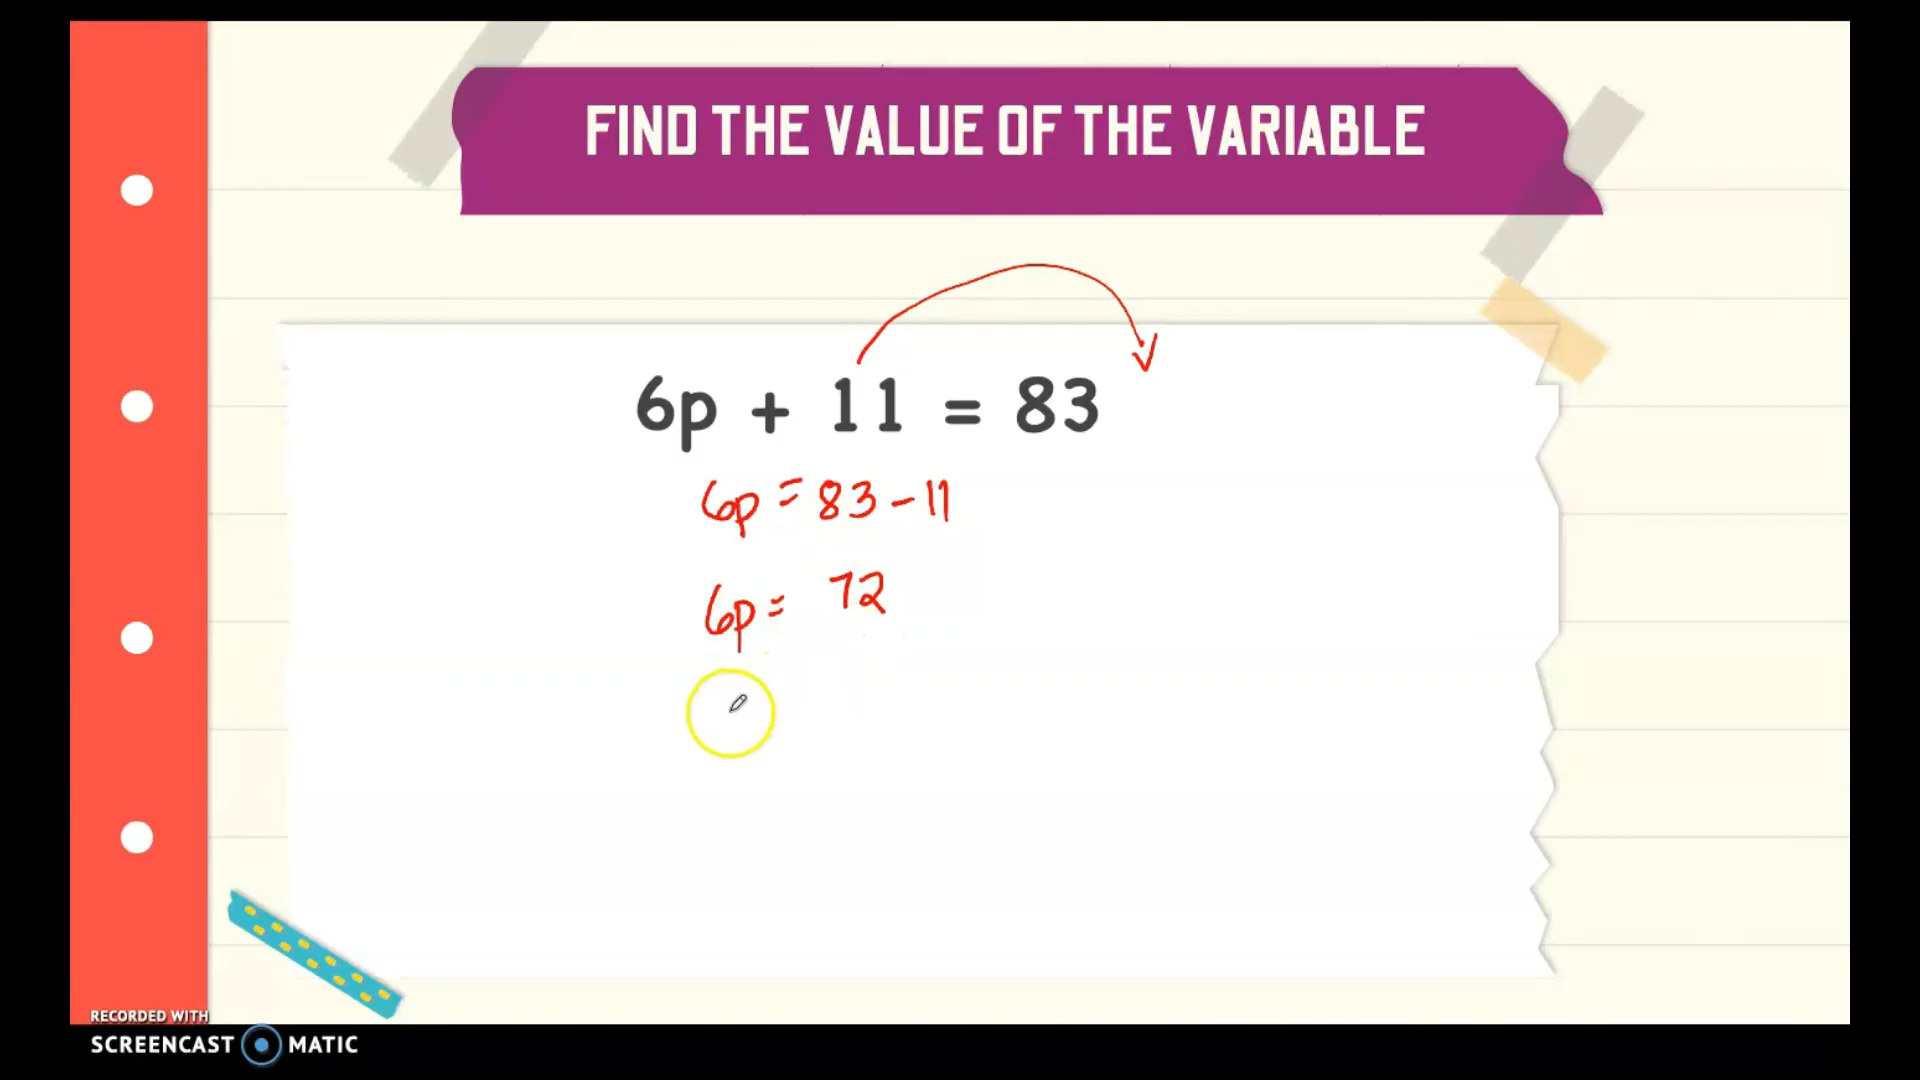 FIND THE VALUE OF THE VARIABLE
6p + 11 = 83
6p = 83 - 11
6p = 72
RECORDED WITH
SCREENCAST MATIC